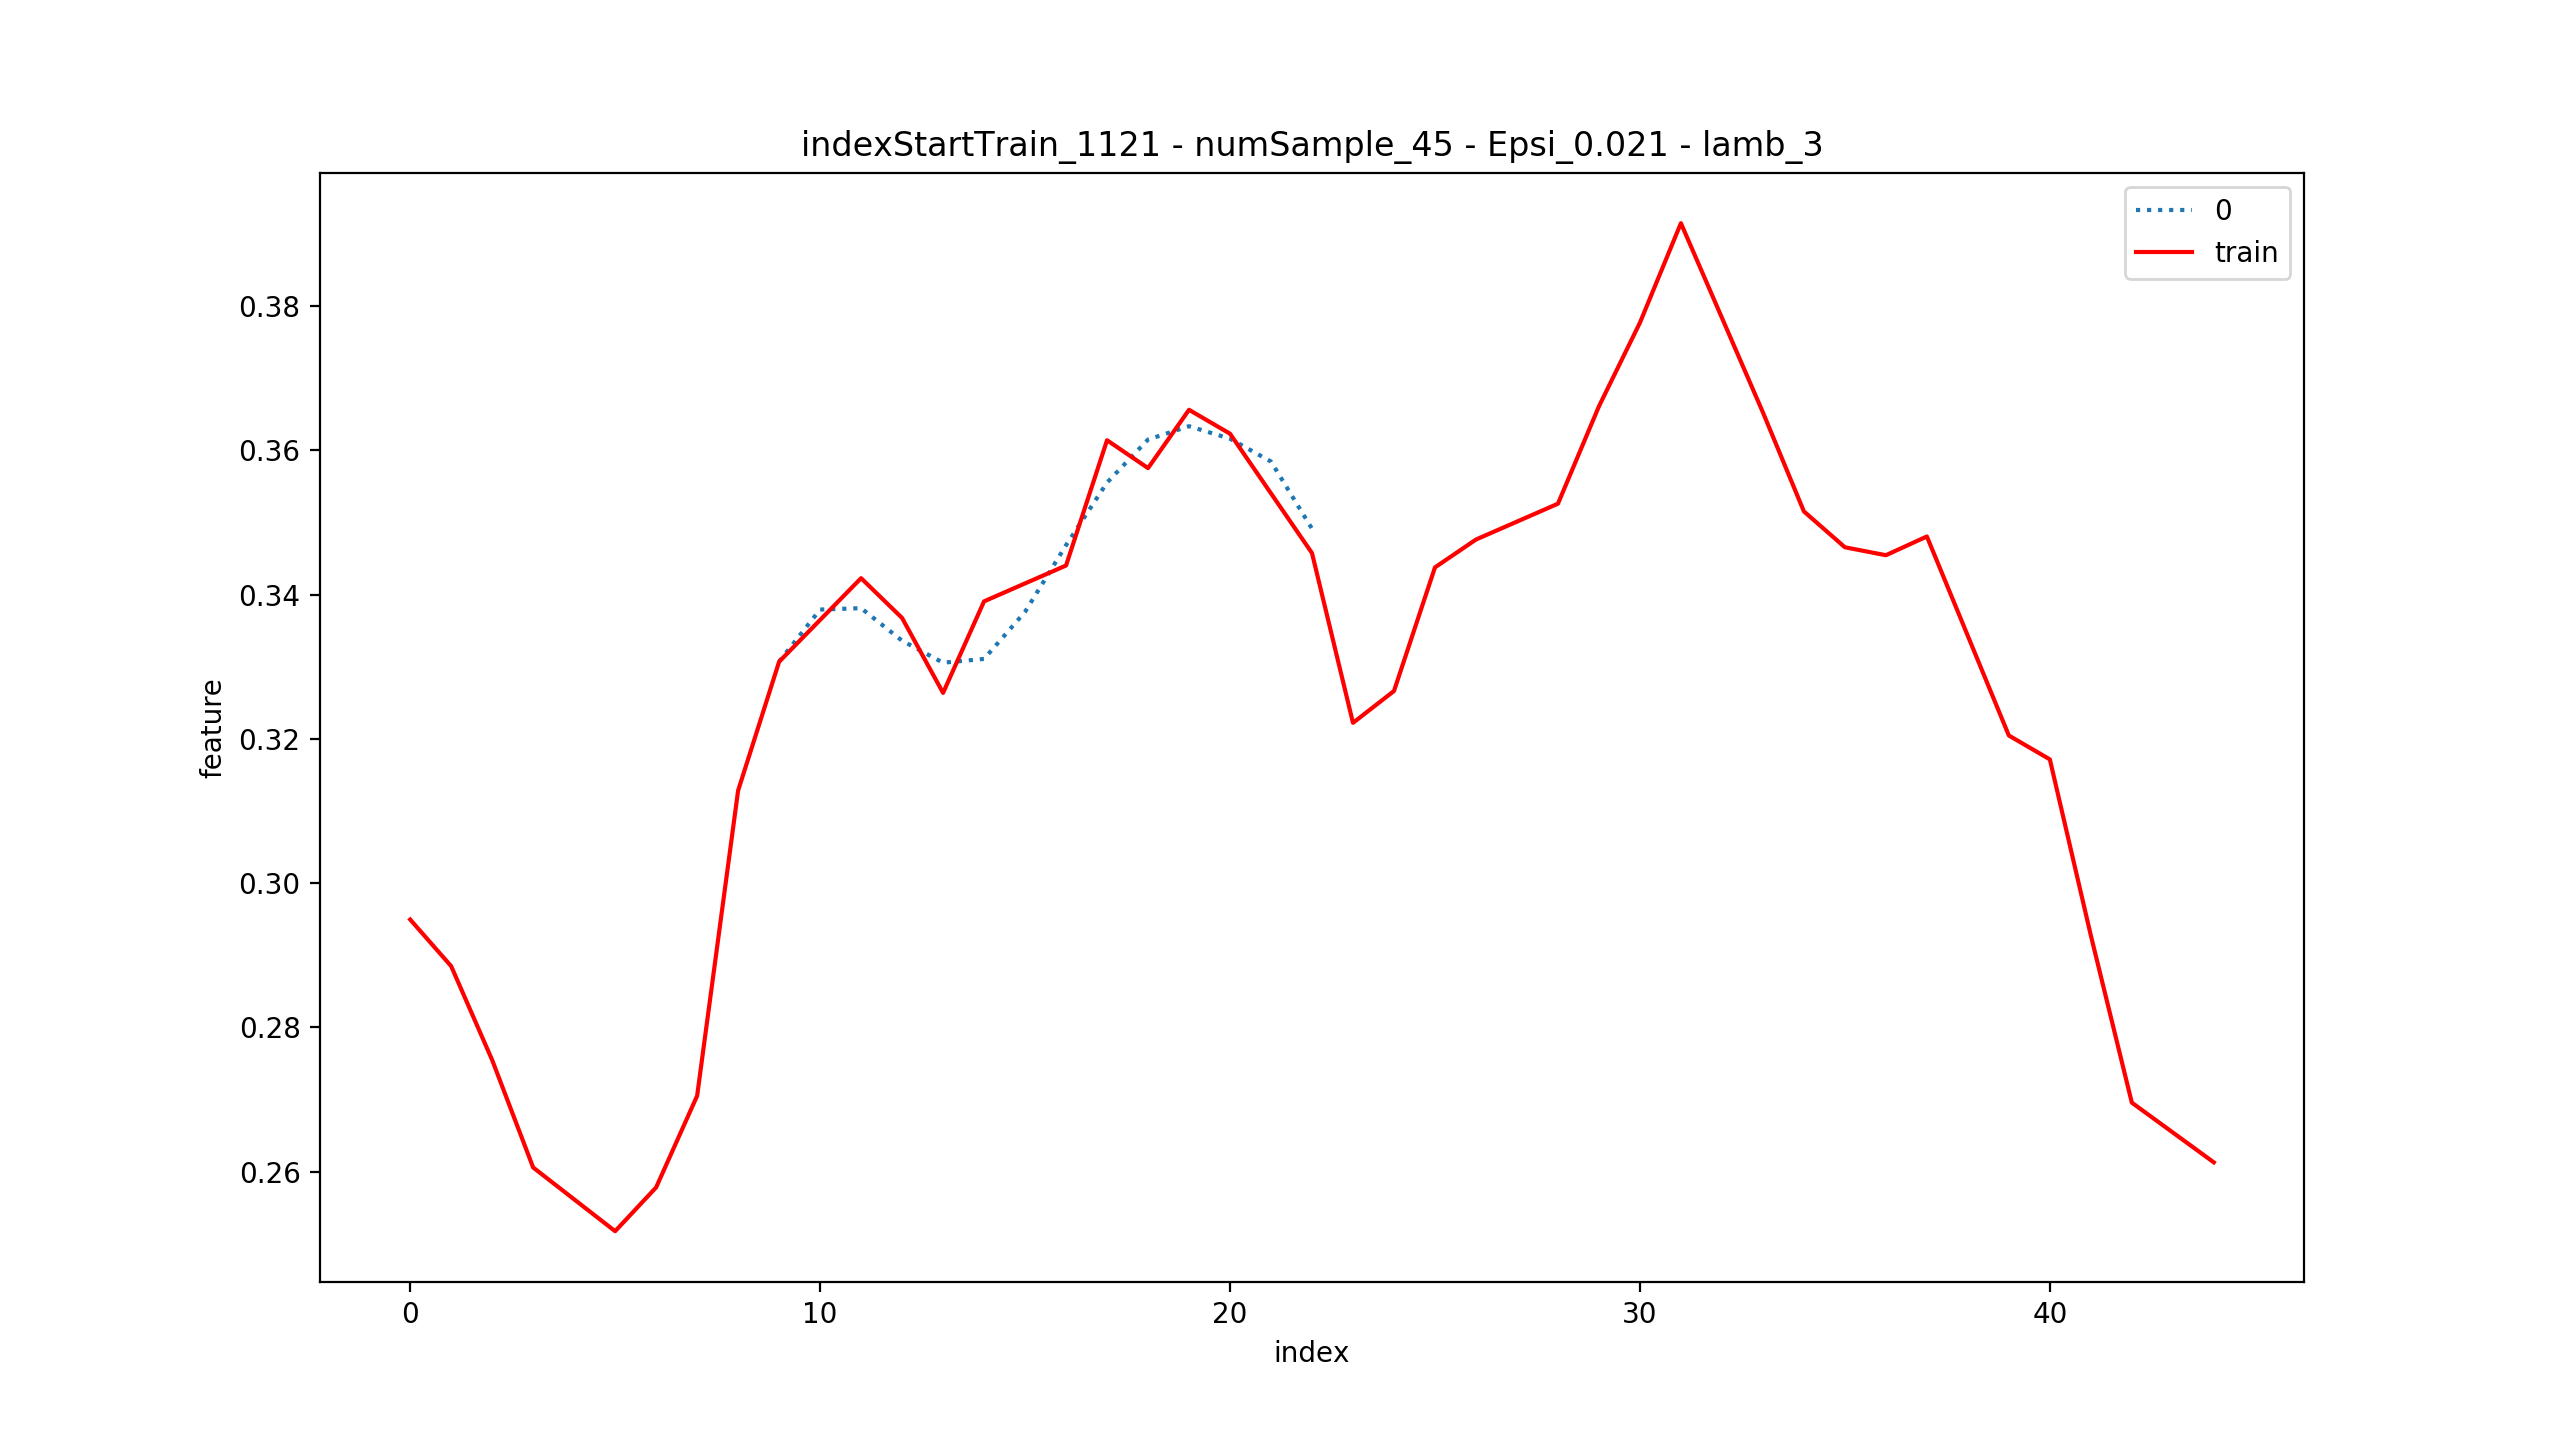 indexStartTrain_1121 - numSample_45 - Epsi_0.021 - lamb_3
0
train
0.38
0.36
0.34
0.32
0.30
0.28
0.26
feature
0 10 20 30 40
index